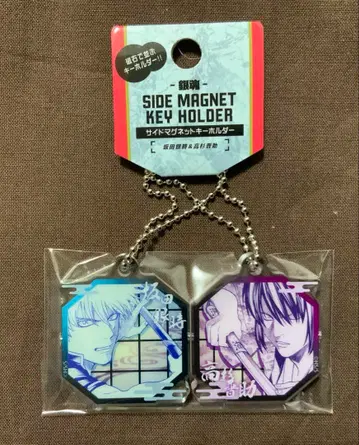 磁石で並ぶ
キーホルダー!!
- 銀魂 -
SIDE MAGNET
KEY HOLDER
サイドマグネットキーホルダー
坂田銀時&高杉晋助
坂田
銀時
高杉
晋助